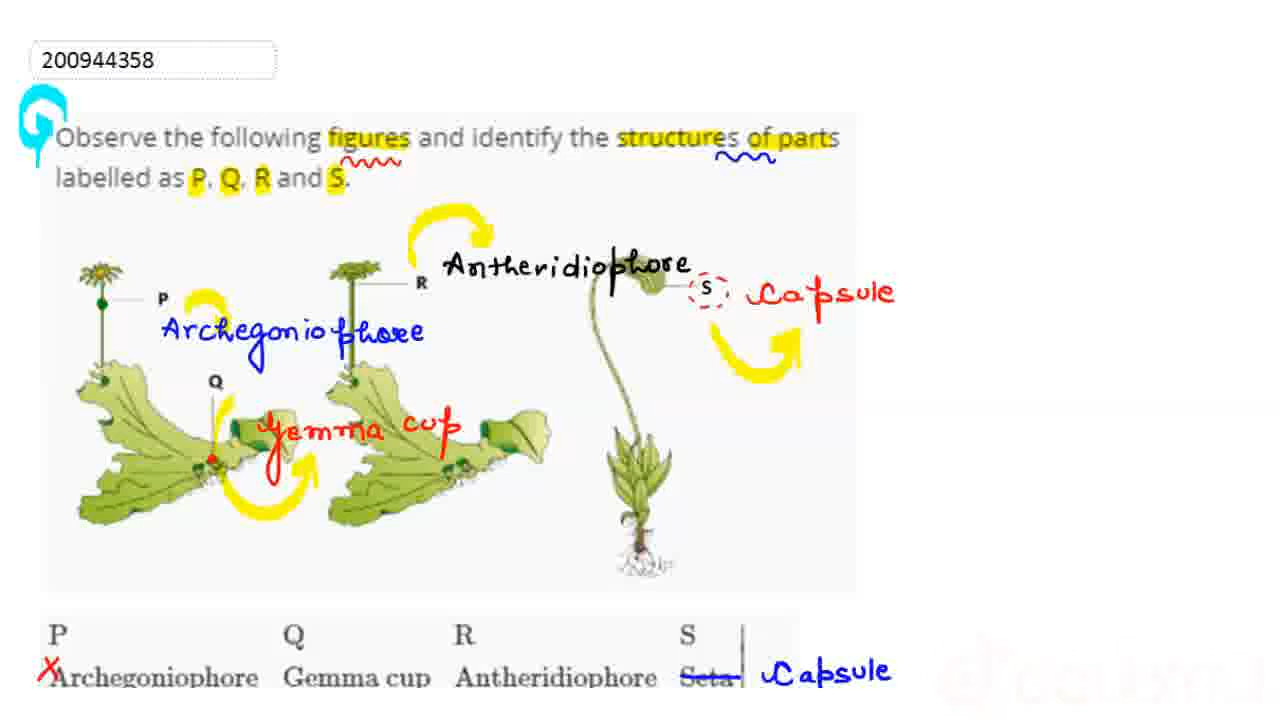 200944358
Observe the following figures and identify the structures of parts
labelled as P, Q, R and S.
R Antheridiophore
S Capsule
P
Archegoniophore
Q
Gemma cup
P Q R S
Archegoniophore Gemma cup Antheridiophore Seta Capsule